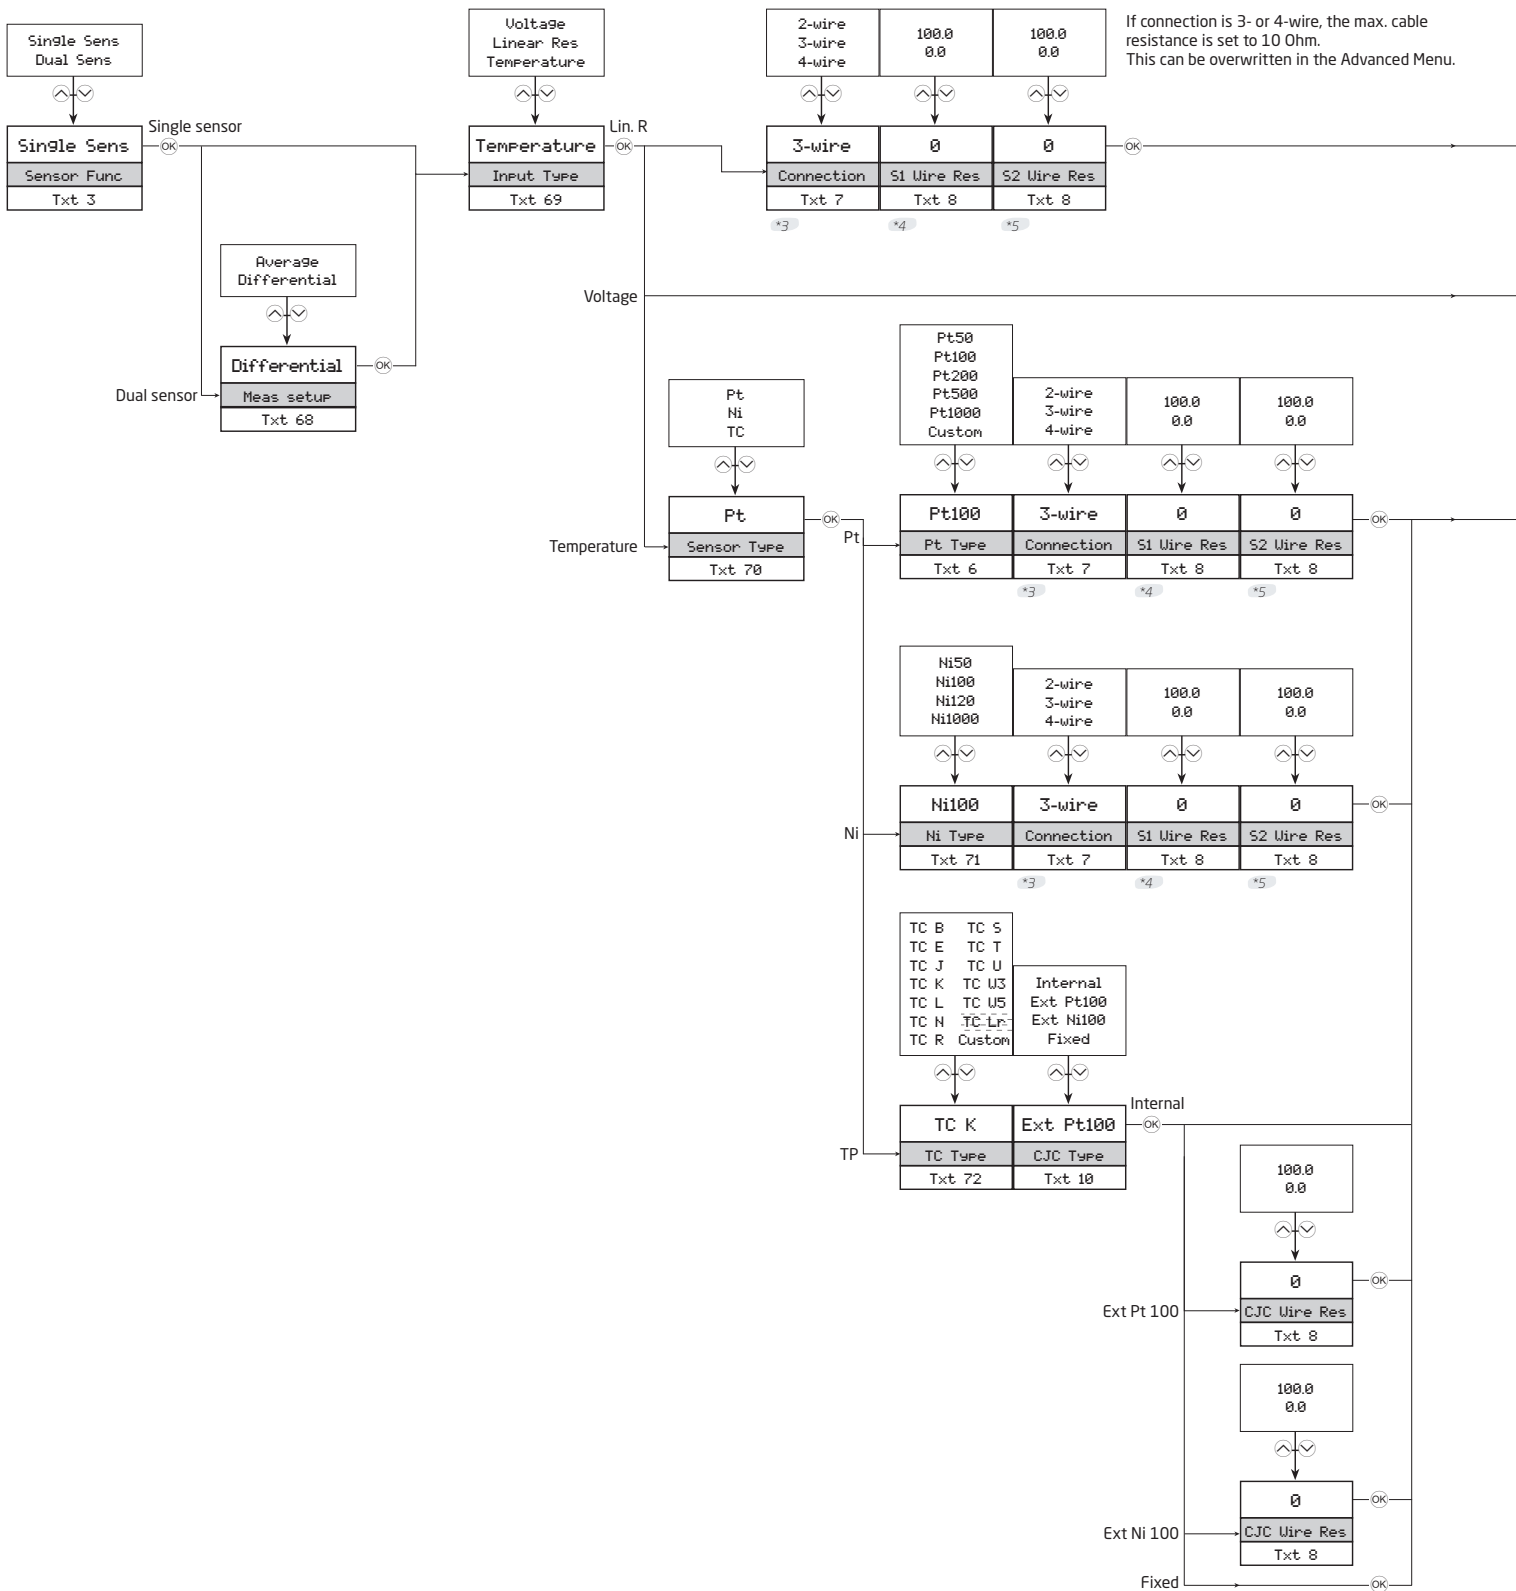 Single Sens
Dual Sens
Single sensor
OK
Single Sens
Sensor Func
Txt 3
Average
Differential
Differential
OK
Dual sensor
Meas setup
Txt 68
Voltage
Linear Res
Temperature
Lin. R
Temperature
OK
Input Type
Txt 69
2-wire
3-wire
4-wire
100.0
0.0
100.0
0.0
If connection is 3- or 4-wire, the max. cable
resistance is set to 10 Ohm.
This can be overwritten in the Advanced Menu.
3-wire
0
0
OK
Connection
S1 Wire Res
S2 Wire Res
Txt 7
Txt 8
Txt 8
*3
*4
*5
Voltage
Pt
Ni
TC
Pt
OK
Temperature
Sensor Type
Txt 70
Pt50
Pt100
Pt200
Pt500
Pt1000
Custom
2-wire
3-wire
4-wire
100.0
0.0
100.0
0.0
Pt100
3-wire
0
0
OK
Pt
Pt Type
Connection
S1 Wire Res
S2 Wire Res
Txt 6
Txt 7
Txt 8
Txt 8
*3
*4
*5
Ni50
Ni100
Ni120
Ni1000
2-wire
3-wire
4-wire
100.0
0.0
100.0
0.0
Ni100
3-wire
0
0
OK
Ni
Ni Type
Connection
S1 Wire Res
S2 Wire Res
Txt 71
Txt 7
Txt 8
Txt 8
*3
*4
*5
TC B TC S
TC E TC T
TC J TC U
TC K TC W3
TC L TC W5
TC N TC Lr
TC R Custom
Internal
Ext Pt100
Ext Ni100
Fixed
Internal
TC K
Ext Pt100
OK
TP
TC Type
CJC Type
Txt 72
Txt 10
100.0
0.0
0
OK
Ext Pt 100
CJC Wire Res
Txt 8
100.0
0.0
0
OK
Ext Ni 100
CJC Wire Res
Txt 8
Fixed
OK